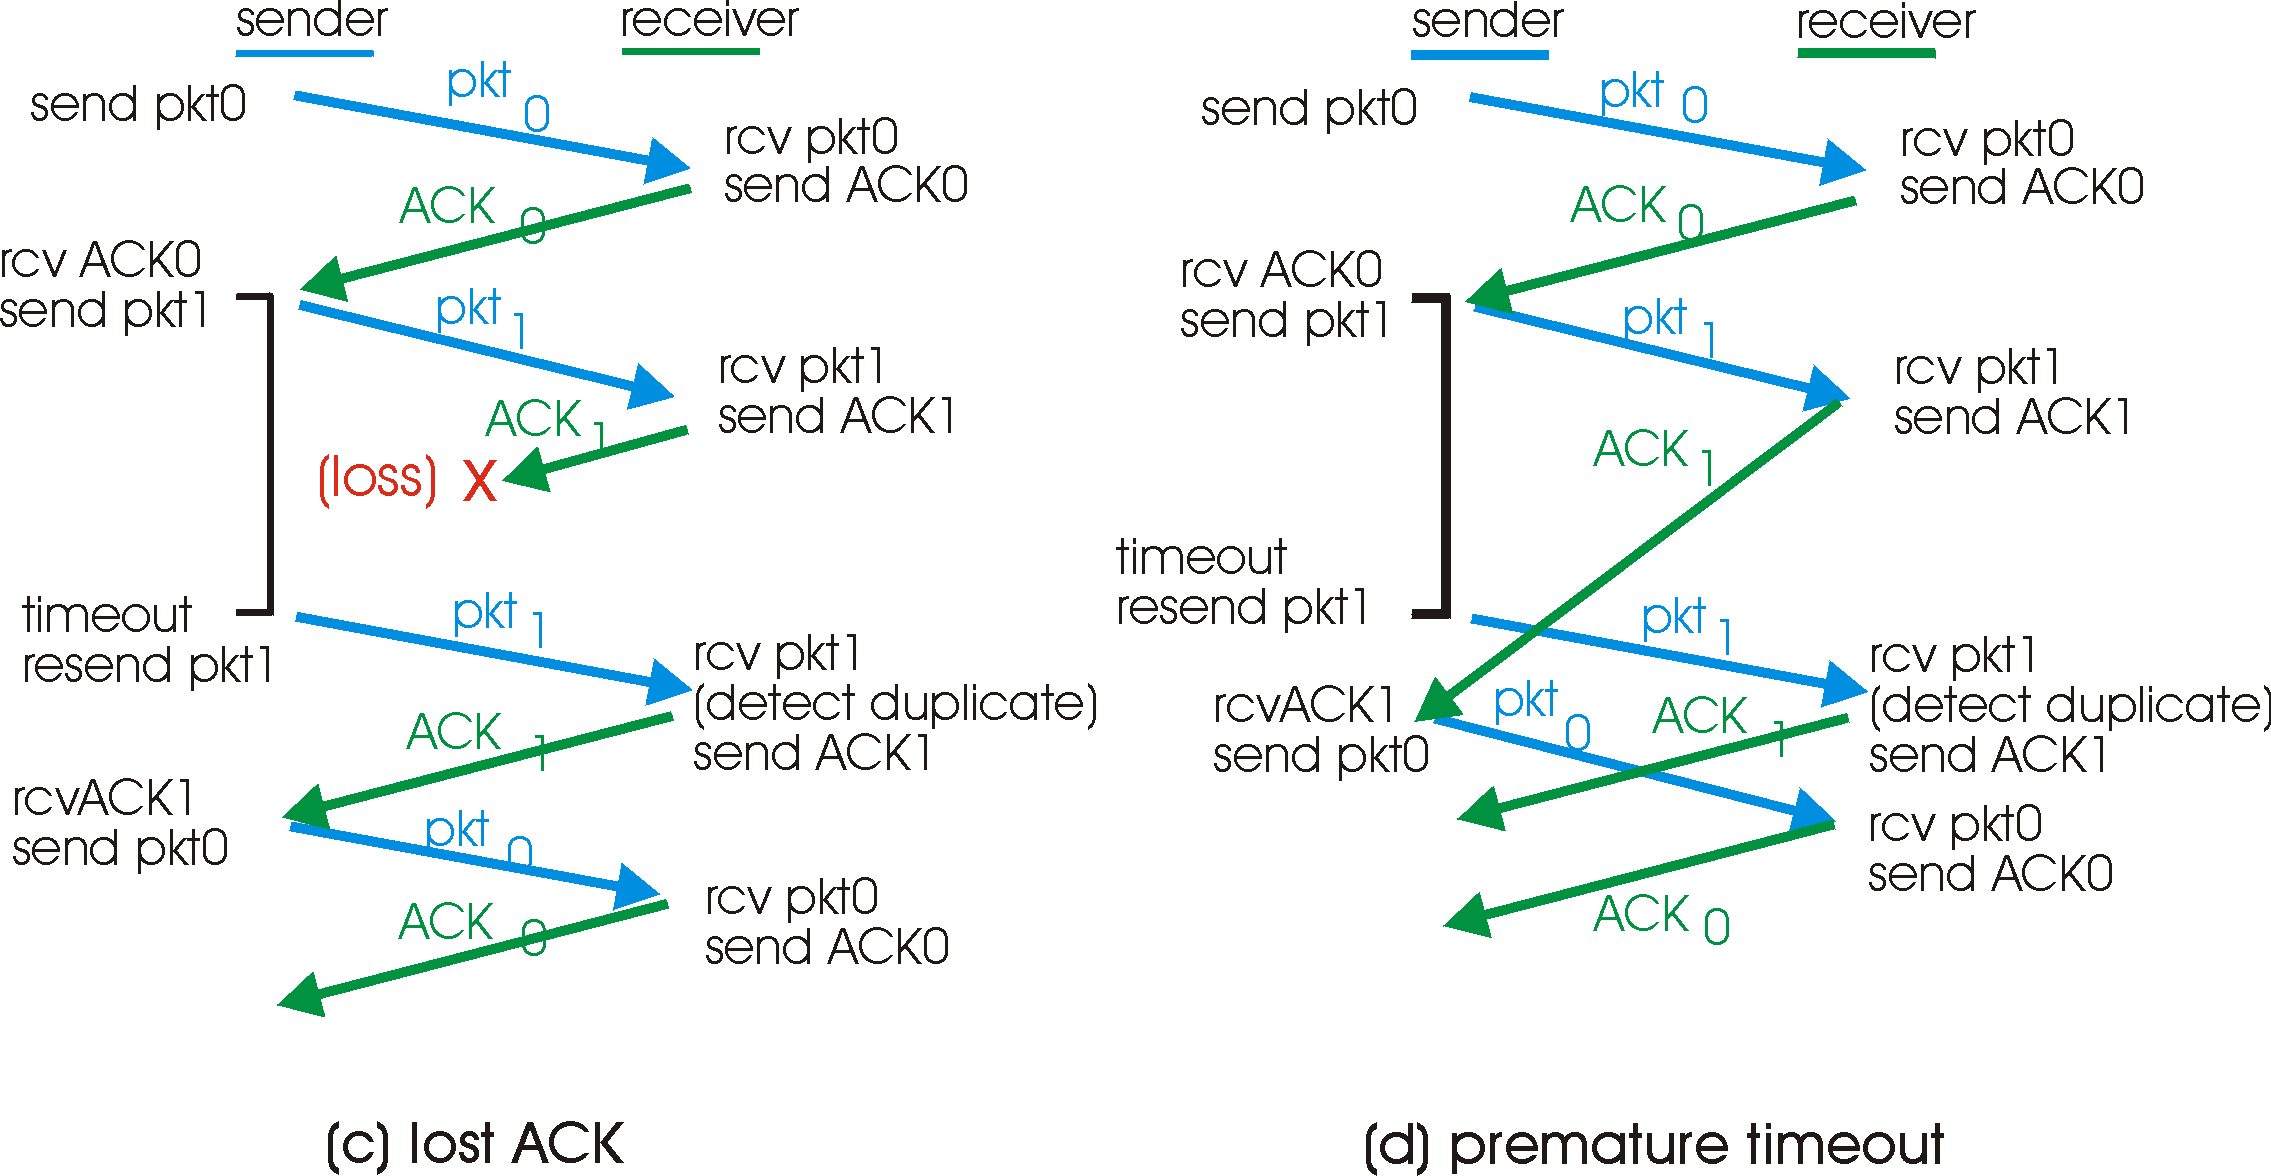 sender
receiver
send pkt0
pkt 0
rcv pkt0
send ACK0
ACK 0
rcv ACK0
send pkt1
pkt 1
rcv pkt1
send ACK1
ACK 1
(loss) X
timeout
resend pkt1
pkt 1
rcv pkt1
(detect duplicate)
send ACK1
ACK 1
rcvACK1
send pkt0
pkt 0
rcv pkt0
send ACK0
ACK 0
(c) lost ACK
sender
receiver
send pkt0
pkt 0
rcv pkt0
send ACK0
ACK 0
rcv ACK0
send pkt1
pkt 1
rcv pkt1
send ACK1
ACK 1
timeout
resend pkt1
pkt 1
rcv pkt1
(detect duplicate)
send ACK1
rcvACK1
send pkt0
pkt 0
ACK 1
rcv pkt0
send ACK0
ACK 0
(d) premature timeout